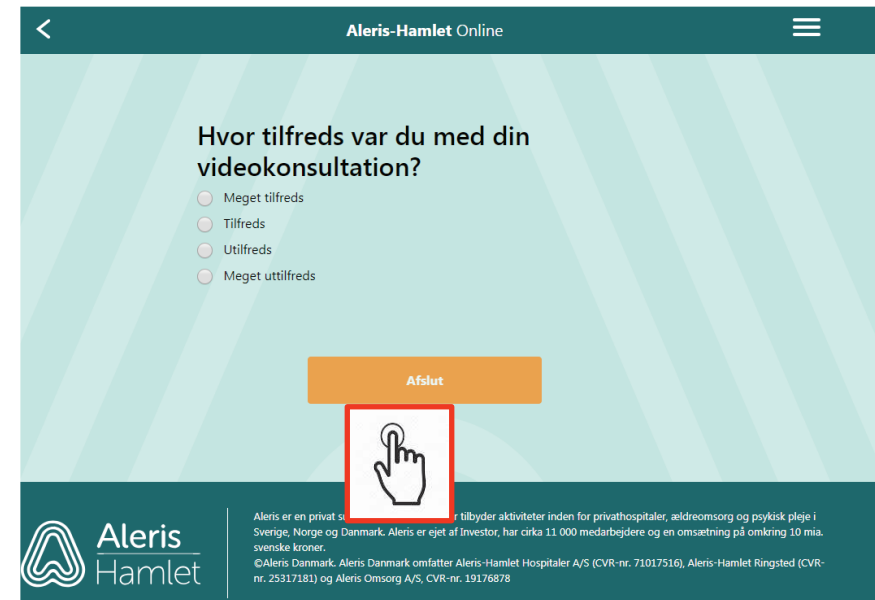 Aleris-Hamlet Online
Hvor tilfreds var du med din
videokonsultation?
Meget tilfreds
Tilfreds
Utilfreds
Meget uttilfreds
Afslut
Aleris
Hamlet
Aleris er en privat tilbyder aktiviteter inden for privathospitaler, ældreomsorg og psykisk pleje i
Sverige, Norge og Danmark. Aleris er ejet af Investor, har cirka 11 000 medarbejdere og en omsætning på omkring 10 mia.
svenske kroner.
©Aleris Danmark. Aleris Danmark omfatter Aleris-Hamlet Hospitaler A/S (CVR-nr. 71017516), Aleris-Hamlet Ringsted (CVR-
nr. 25317181) og Aleris Omsorg A/S, CVR-nr. 19176878